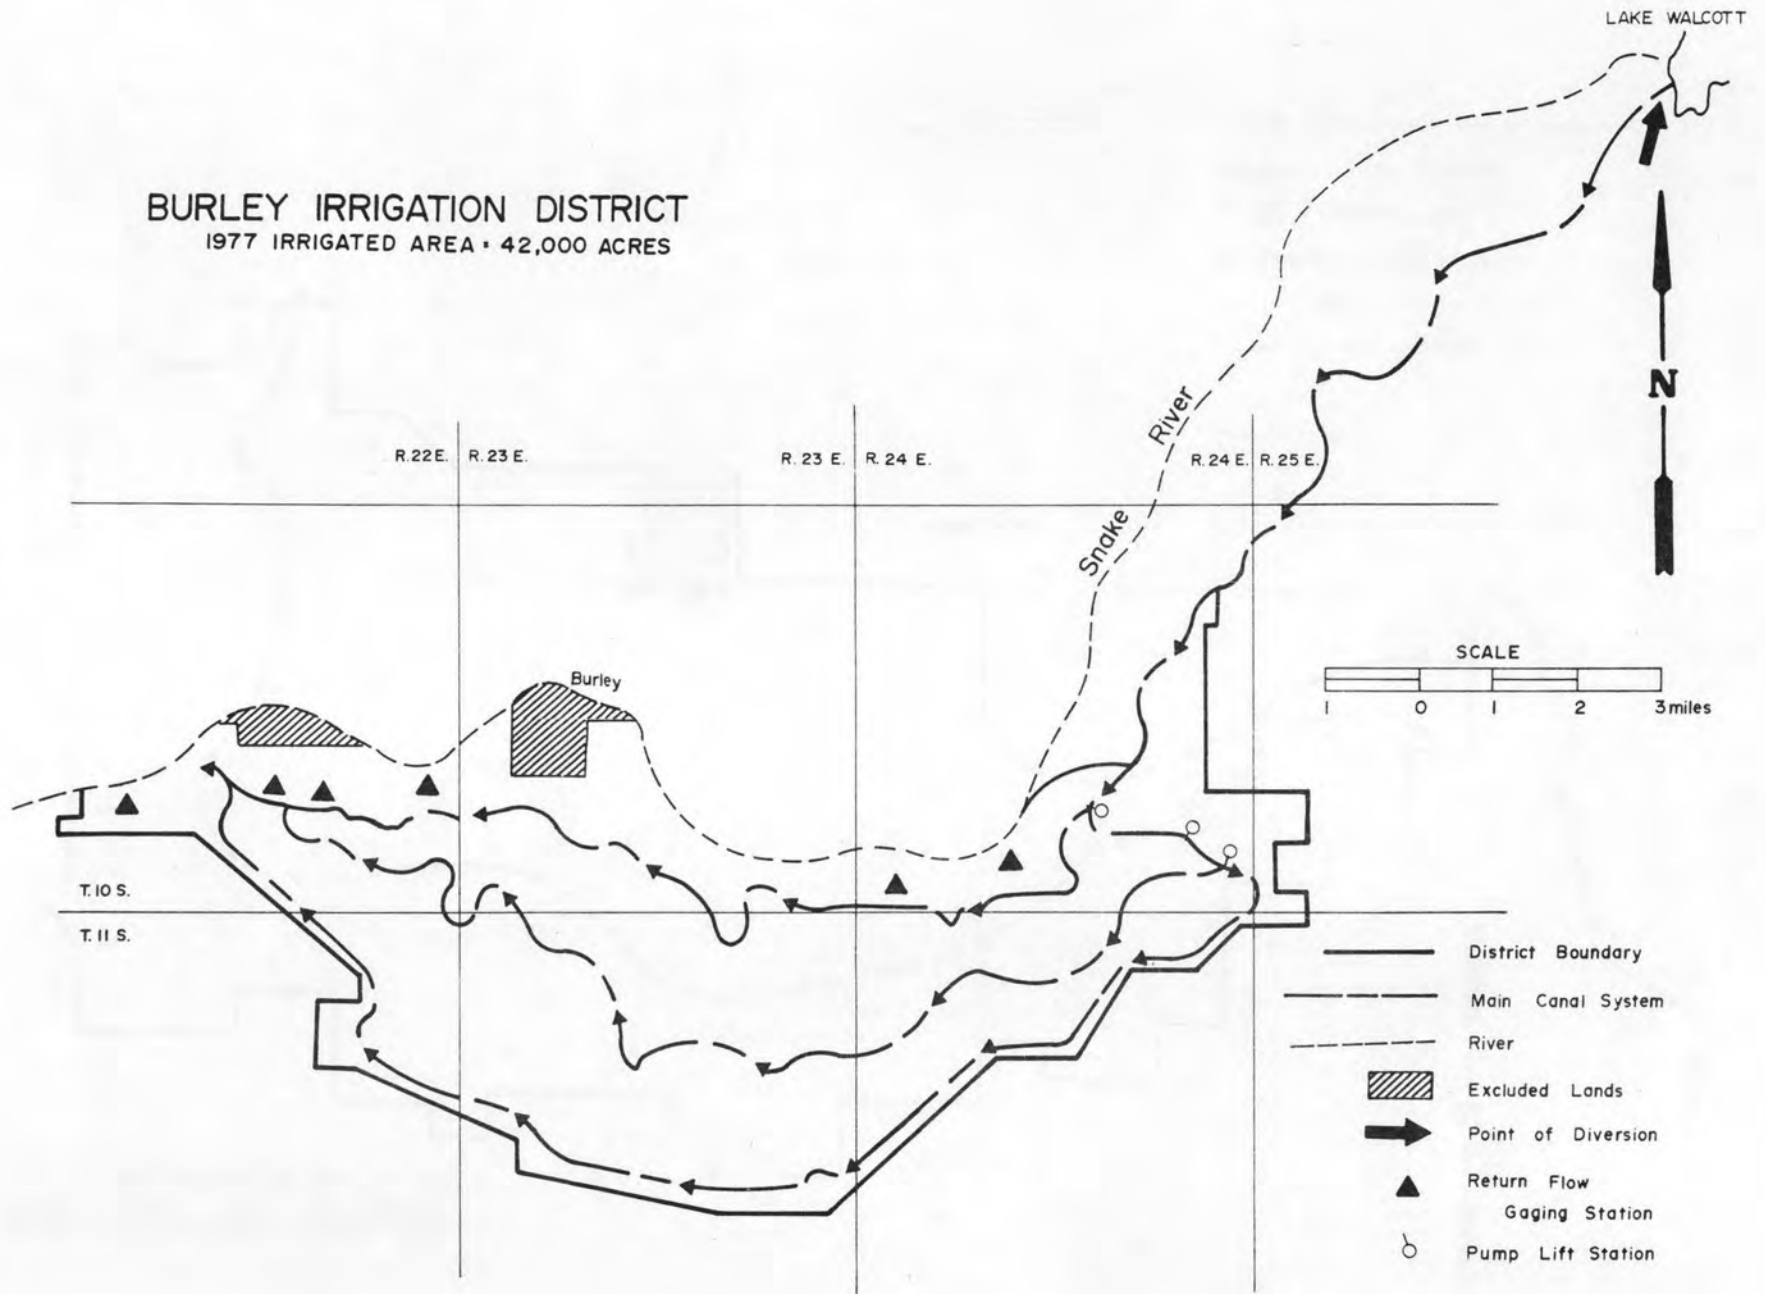 LAKE WALCOTT
BURLEY IRRIGATION DISTRICT
1977 IRRIGATED AREA = 42,000 ACRES
N
River
R. 22 E. R. 23 E.
R. 23 E. R. 24 E.
R. 24 E. R. 25 E.
Snake
SCALE
1 0 1 2 3 miles
Burley
T. 10 S.
T. 11 S.
District Boundary
Main Canal System
River
Excluded Lands
Point of Diversion
Return Flow
Gaging Station
Pump Lift Station